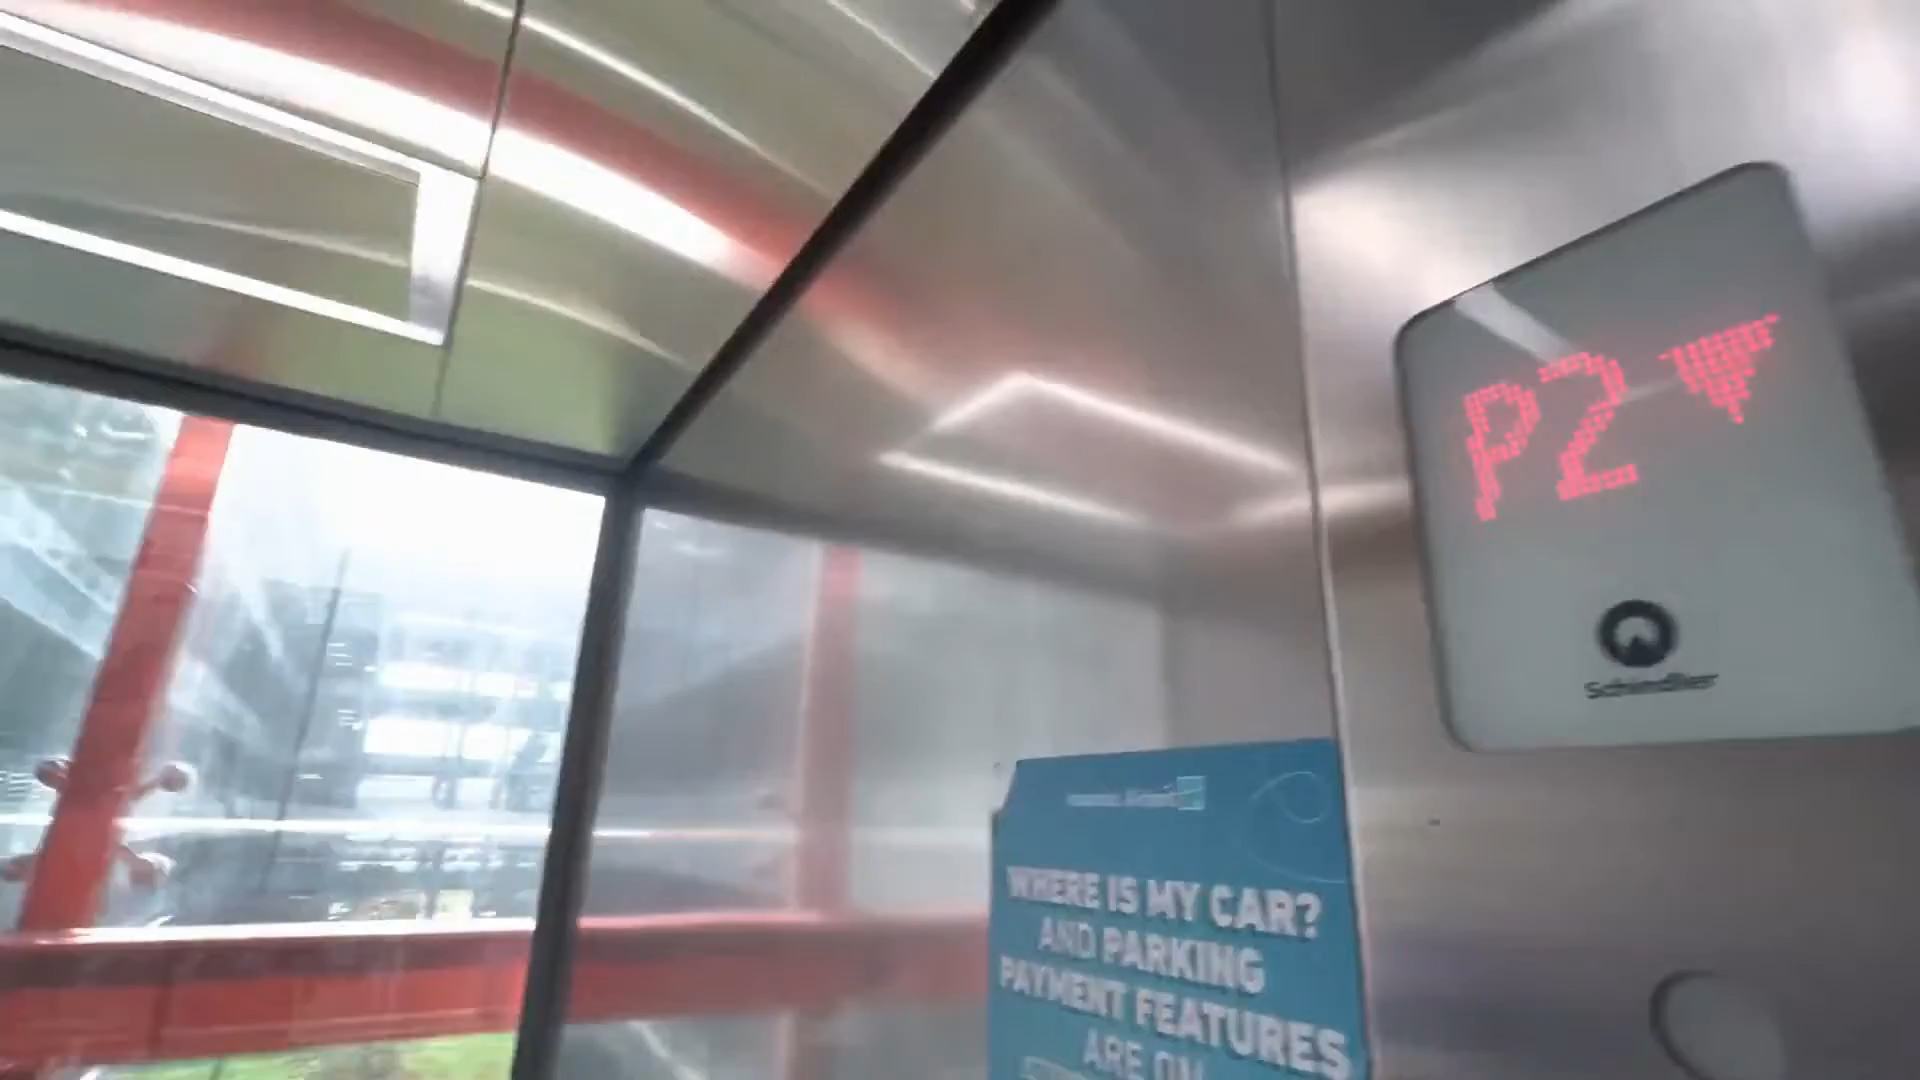 P2
Schindler
WHERE IS MY CAR?
AND PARKING
PAYMENT FEATURES
ARE ON